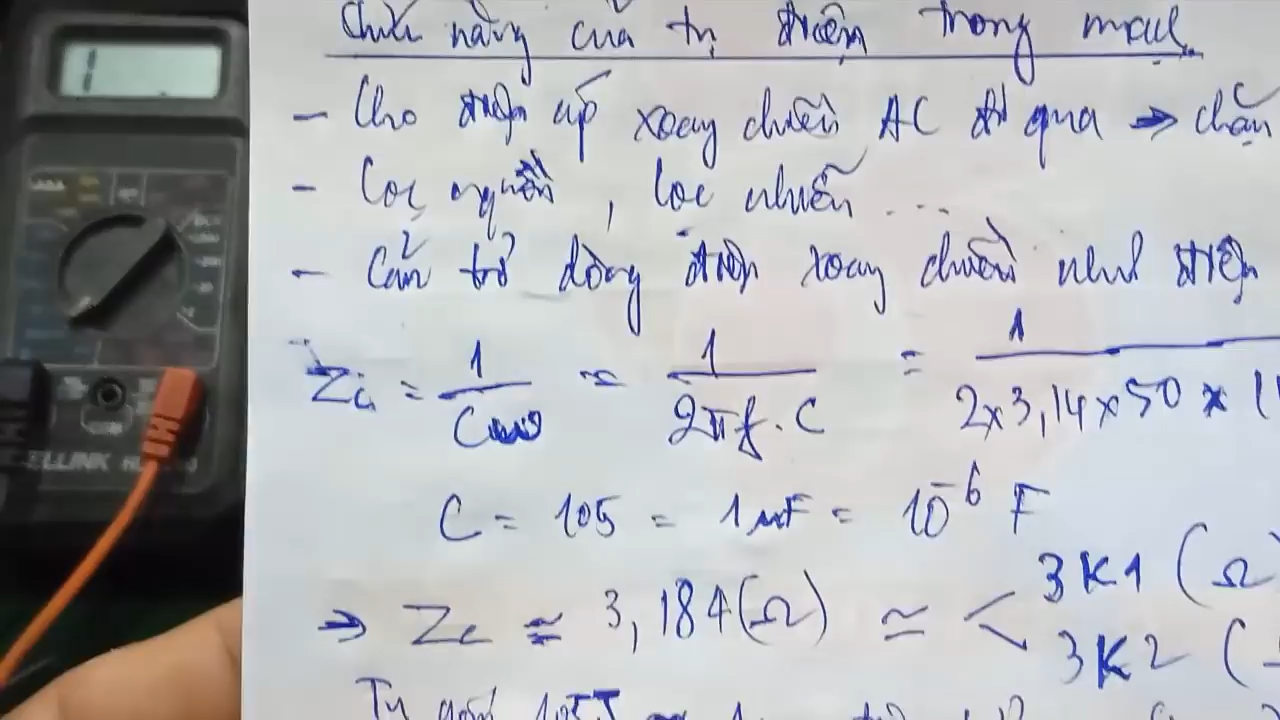 1
Chức năng của tụ điện trong mạch
- Cho điện áp xoay chiều AC đi qua → chặn
- Lọc nguồn, lọc nhiễu ....
- Cản trở dòng điện xoay chiều như điện
Zc = 1/Cω = 1/2πf.C = 1/2x3,14x50x
C = 105 = 1µF = 10⁻⁶ F
⇒ Zc ≃ 3,184(Ω) ≃ < 3K1 (Ω
3K2 (